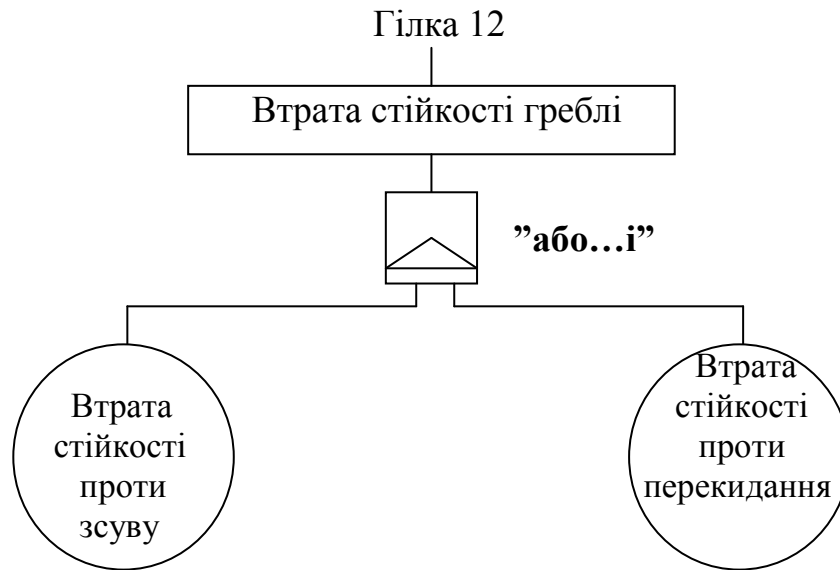 Гілка 12
Втрата стійкості греблі
”або…і”
Втрата
стійкості
проти
зсуву
Втрата
стійкості
проти
перекидання